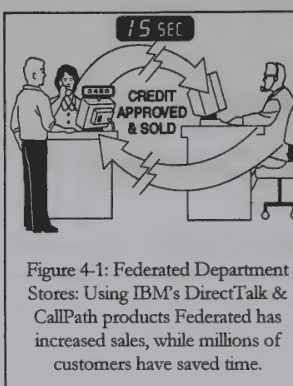 15 SEC
3460
CREDIT
APPROVED
& SOLD
Figure 4-1: Federated Department
Stores: Using IBM's DirectTalk &
CallPath products Federated has
increased sales, while millions of
customers have saved time.